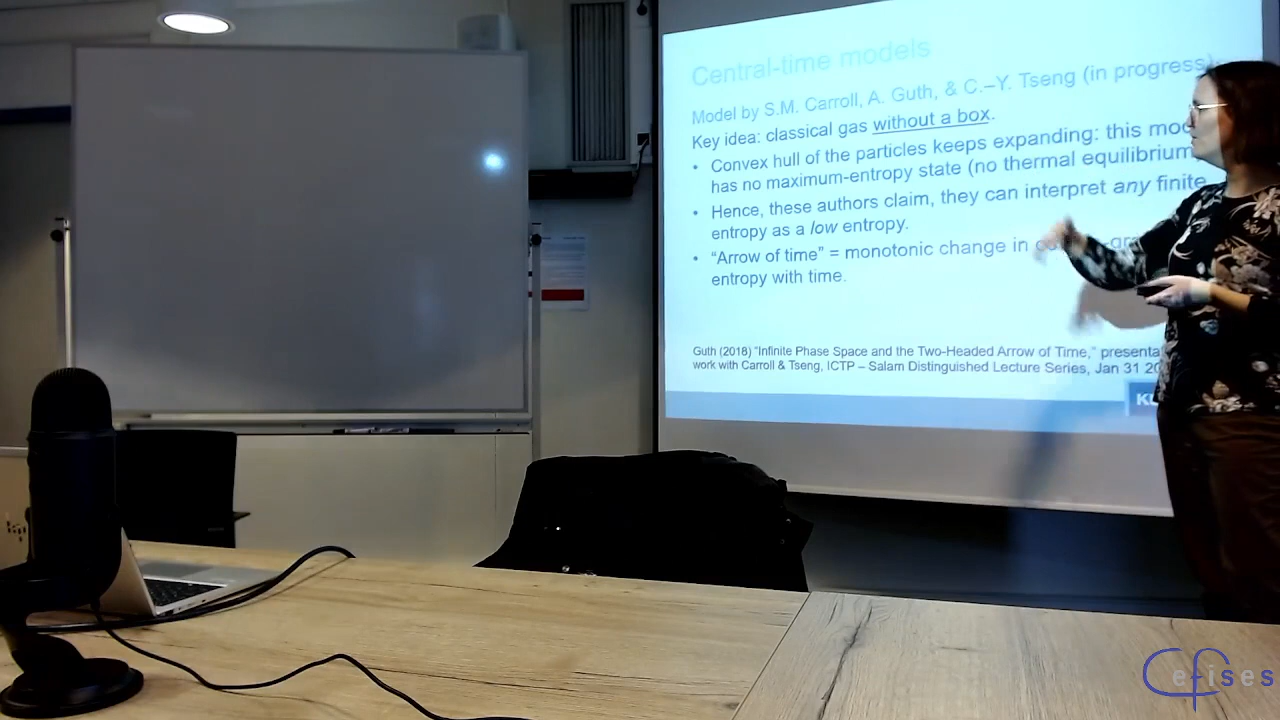 Central-time models
Model by S.M. Carroll, A. Guth, & C.–Y. Tseng (in progress)
Key idea: classical gas without a box.
• Convex hull of the particles keeps expanding: this
has no maximum-entropy state (no thermal equilibrium
• Hence, these authors claim, they can interpret any finite
entropy as a low entropy.
• “Arrow of time” = monotonic change in
entropy with time.
Guth (2018) “Infinite Phase Space and the Two-Headed Arrow of Time,”
work with Carroll & Tseng, ICTP – Salam Distinguished Lecture Series, Jan 31
Cefises